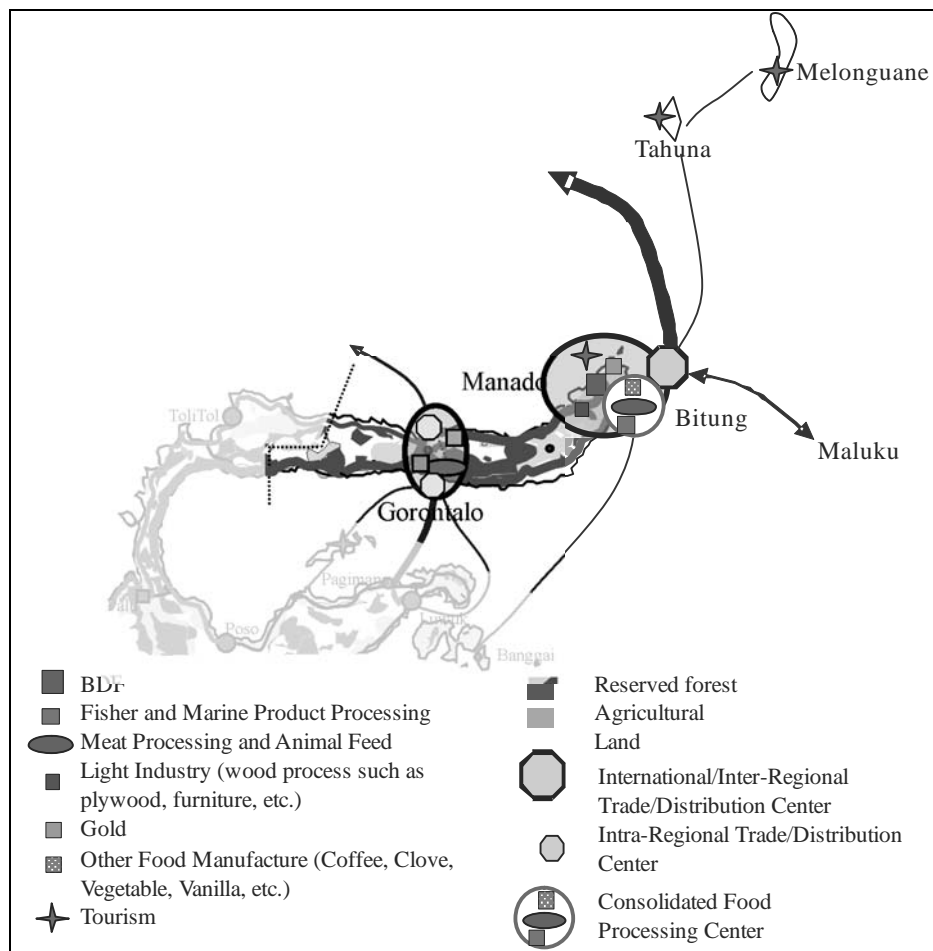 Melonguane
Tahuna
Manado
Bitung
Maluku
ToliTol
Gorontalo
Pagimana
Poso
Luwuk
Banggai
BDF
Fisher and Marine Product Processing
Meat Processing and Animal Feed
Light Industry (wood process such as
plywood, furniture, etc.)
Gold
Other Food Manufacture (Coffee, Clove,
Vegetable, Vanilla, etc.)
Tourism
Reserved forest
Agricultural
Land
International/Inter-Regional
Trade/Distribution Center
Intra-Regional Trade/Distribution
Center
Consolidated Food
Processing Center